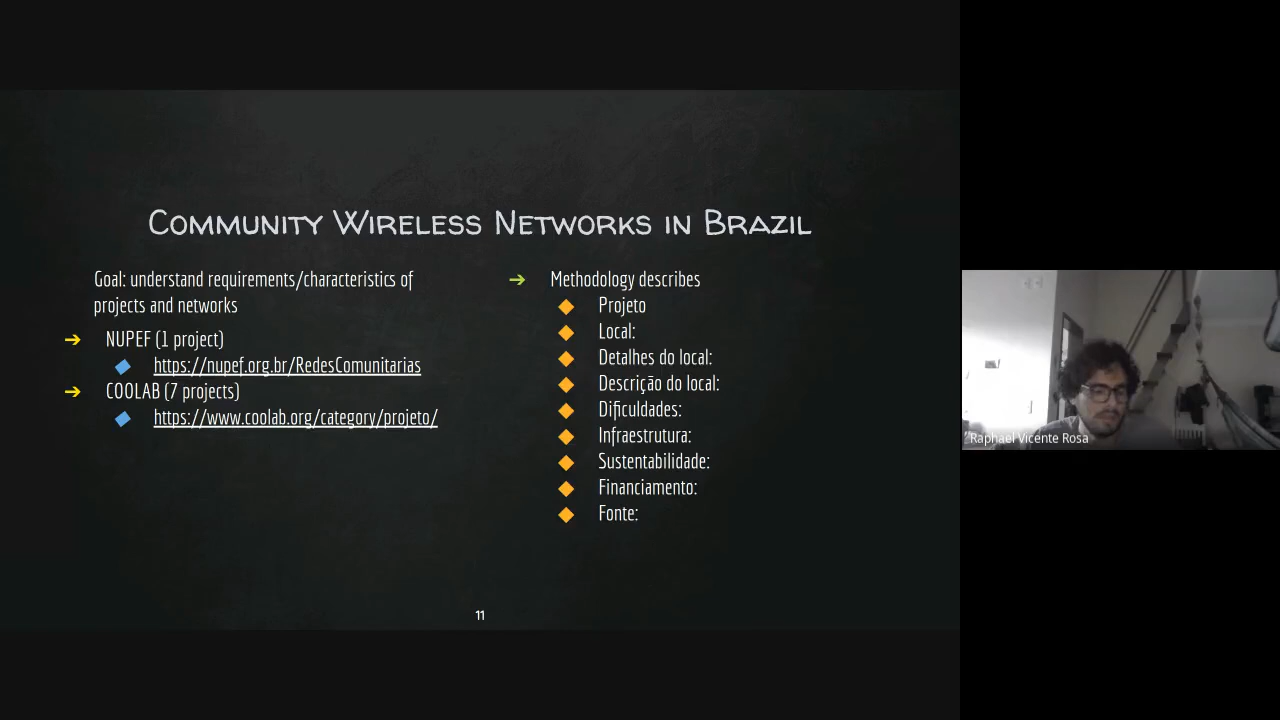 Community Wireless Networks in Brazil
Goal: understand requirements/characteristics of
projects and networks
➔ NUPEF (1 project)
◆ https://nupef.org.br/RedesComunitarias
➔ COOLAB (7 projects)
◆ https://www.coolab.org/category/projeto/
➔ Methodology describes
◆ Projeto
◆ Local:
◆ Detalhes do local:
◆ Descrição do local:
◆ Dificuldades:
◆ Infraestrutura:
◆ Sustentabilidade:
◆ Financiamento:
◆ Fonte:
11
Raphael Vicente Rosa